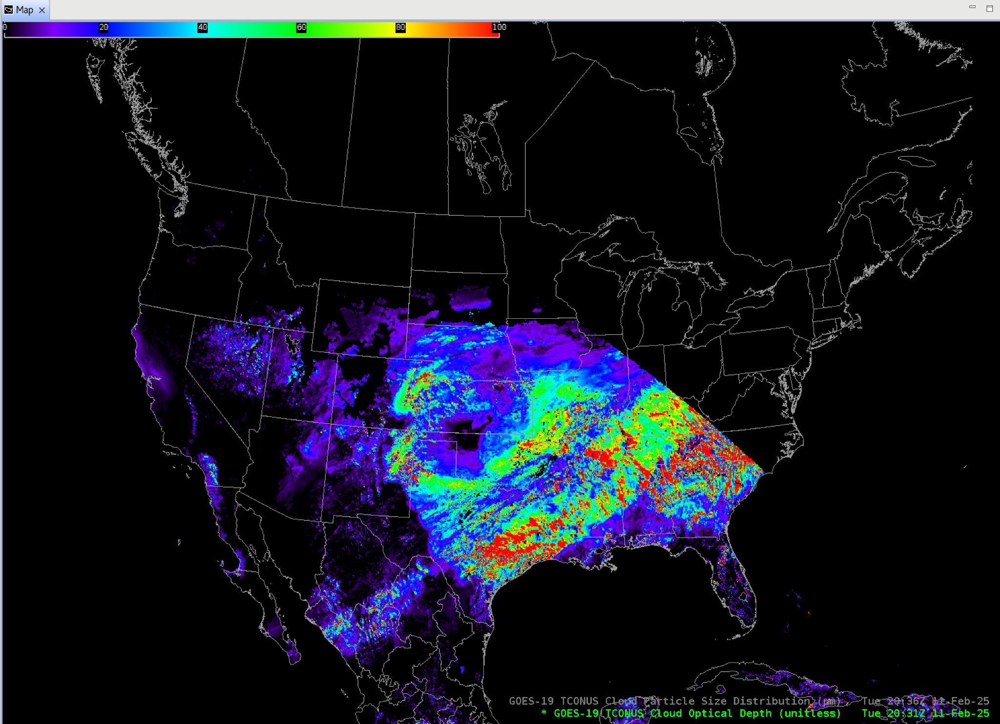 Map
0 20 40 60 80 100
GOES-19 TCONUS Cloud Particle Size Distribution (μm) Tue 20:36Z 11-Feb-25
* GOES-19 TCONUS Cloud Optical Depth (unitless) Tue 20:31Z 11-Feb-25